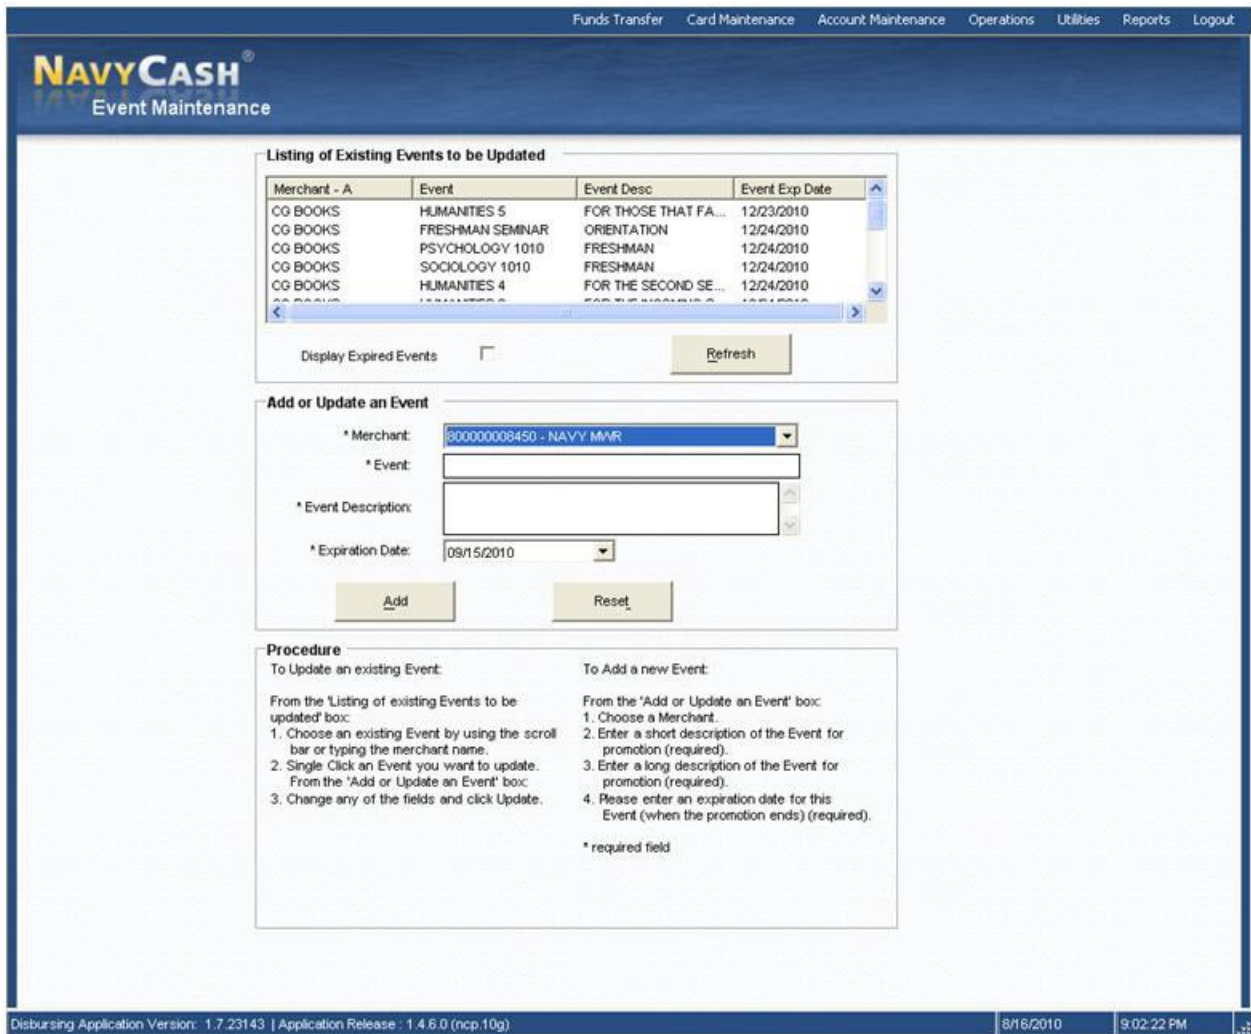 Funds Transfer Card Maintenance Account Maintenance Operations Utilities Reports Logout
NAVYCASH®
Event Maintenance
Listing of Existing Events to be Updated
Merchant - A Event Event Desc Event Exp Date
CG BOOKS HUMANITIES 5 FOR THOSE THAT FA... 12/23/2010
CG BOOKS FRESHMAN SEMINAR ORIENTATION 12/24/2010
CG BOOKS PSYCHOLOGY 1010 FRESHMAN 12/24/2010
CG BOOKS SOCIOLOGY 1010 FRESHMAN 12/24/2010
CG BOOKS HUMANITIES 4 FOR THE SECOND SE... 12/24/2010
Display Expired Events Refresh
Add or Update an Event
* Merchant: 800000008450 - NAVY MWR
* Event:
* Event Description:
* Expiration Date: 09/15/2010
Add Reset
Procedure
To Update an existing Event:
From the 'Listing of existing Events to be
updated' box:
1. Choose an existing Event by using the scroll
bar or typing the merchant name.
2. Single Click an Event you want to update.
From the 'Add or Update an Event' box:
3. Change any of the fields and click Update.
To Add a new Event:
From the 'Add or Update an Event' box:
1. Choose a Merchant.
2. Enter a short description of the Event for
promotion (required).
3. Enter a long description of the Event for
promotion (required).
4. Please enter an expiration date for this
Event (when the promotion ends) (required).
* required field
Disbursing Application Version: 1.7.23143 | Application Release : 1.4.6.0 (ncp.10g) 8/16/2010 9:02:22 PM